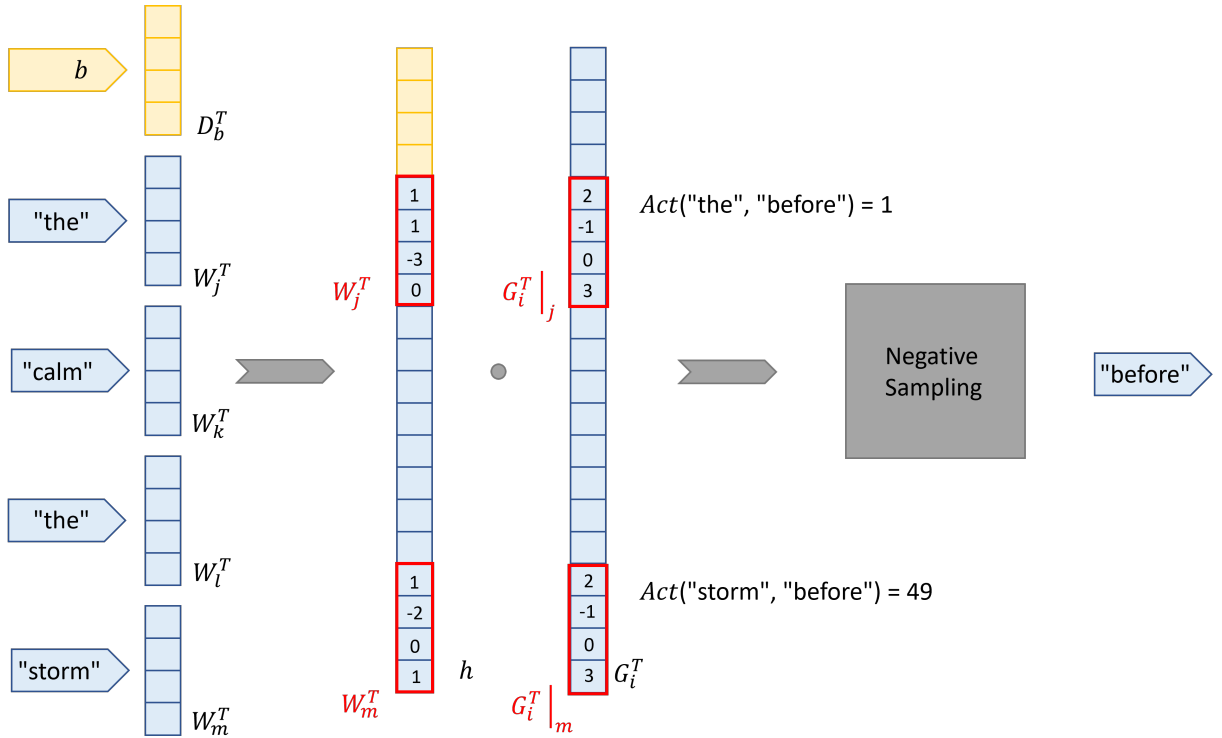 b
D_b^T
"the"
W_j^T
"calm"
W_k^T
"the"
W_l^T
"storm"
W_m^T
1
1
-3
0
W_j^T
1
-2
0
1
W_m^T
h
2
-1
0
3
G_i^T |_j
2
-1
0
3
G_i^T
G_i^T |_m
Act("the", "before") = 1
Act("storm", "before") = 49
Negative
Sampling
"before"